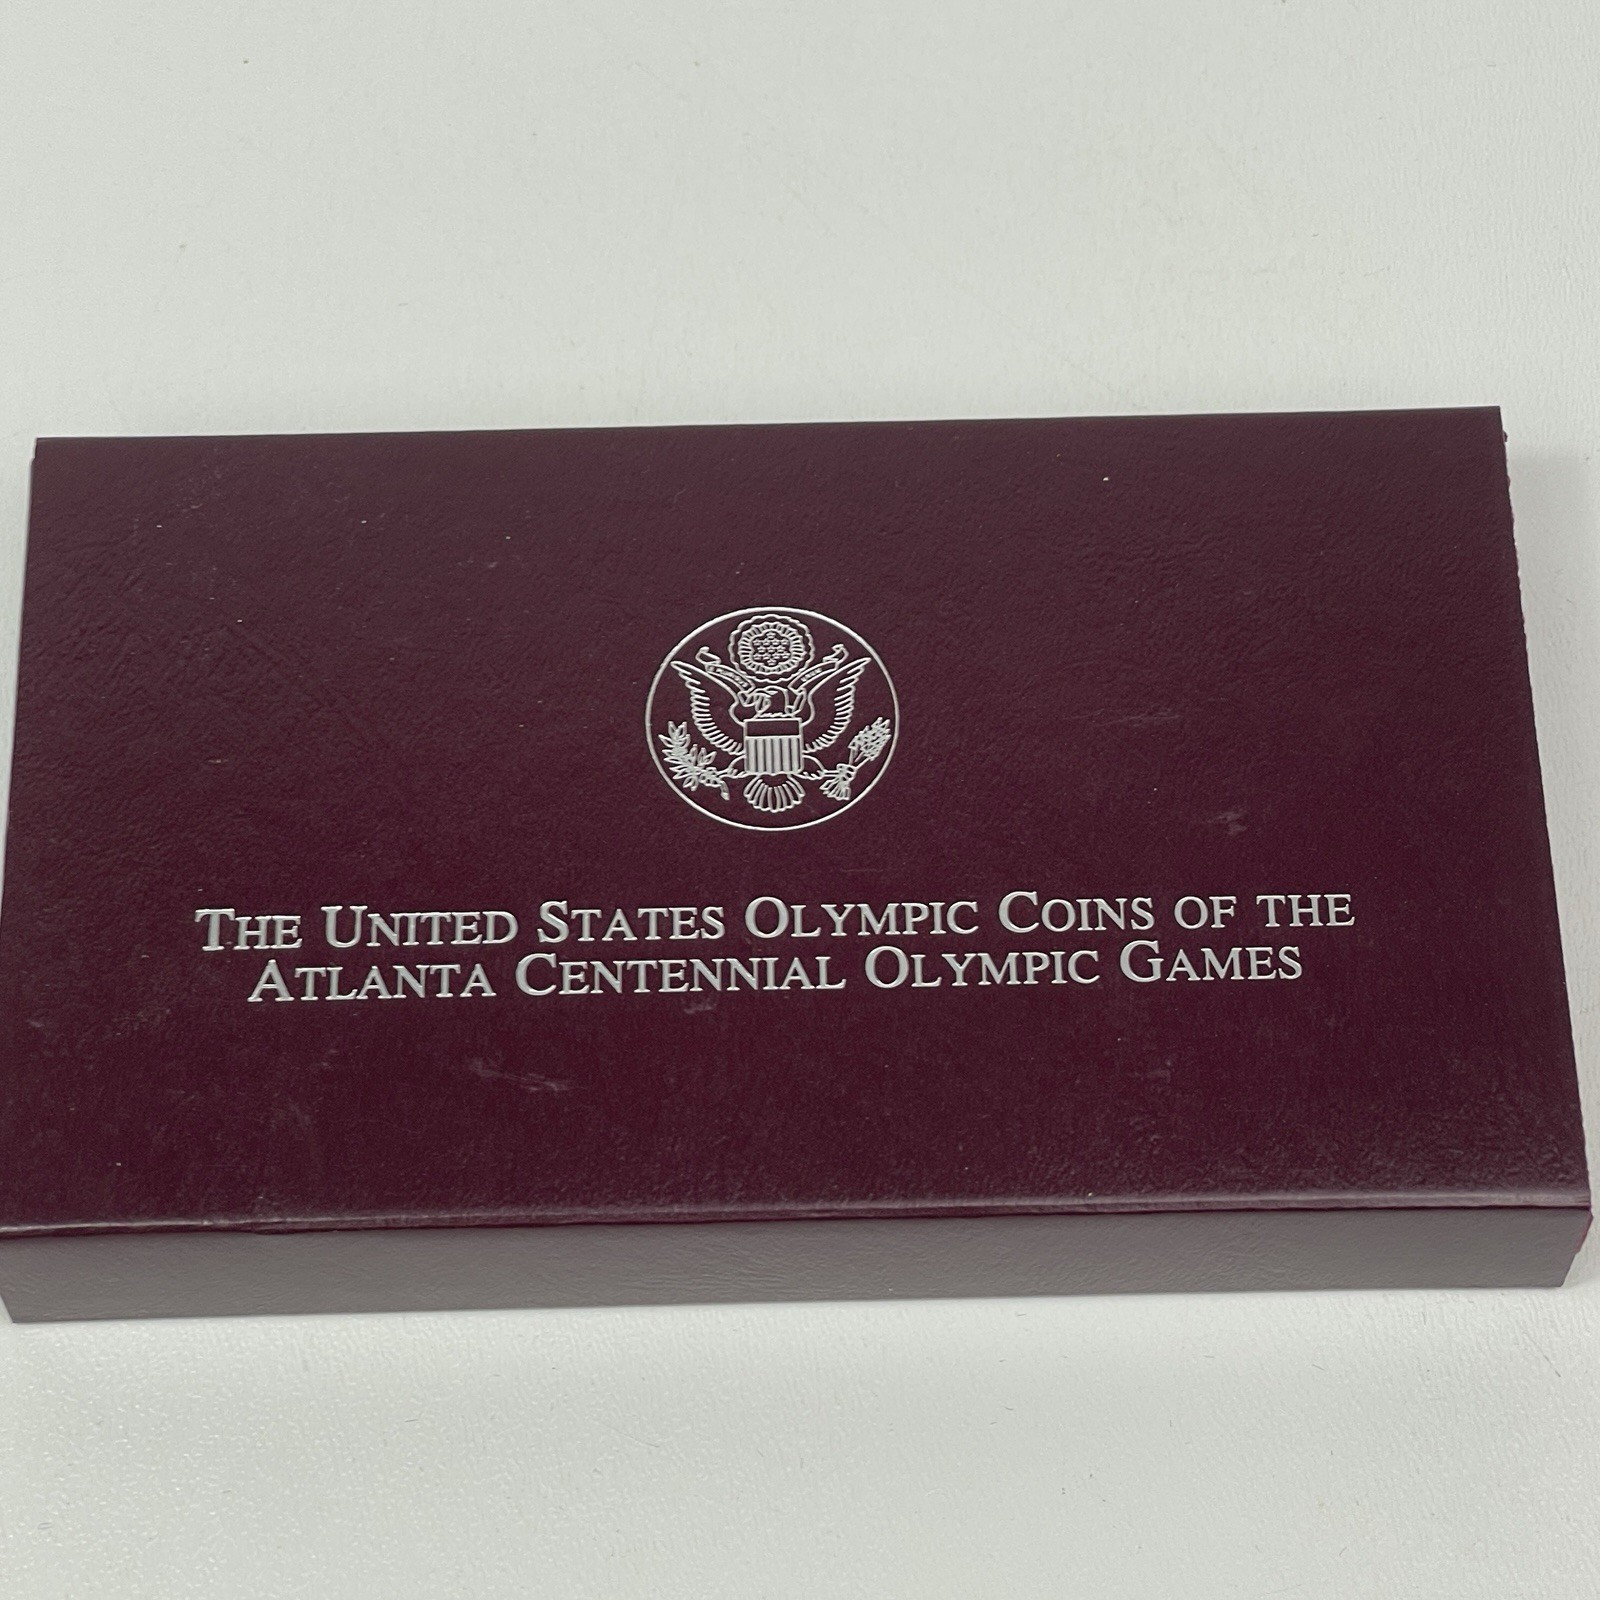 The United States Olympic Coins of the
Atlanta Centennial Olympic Games